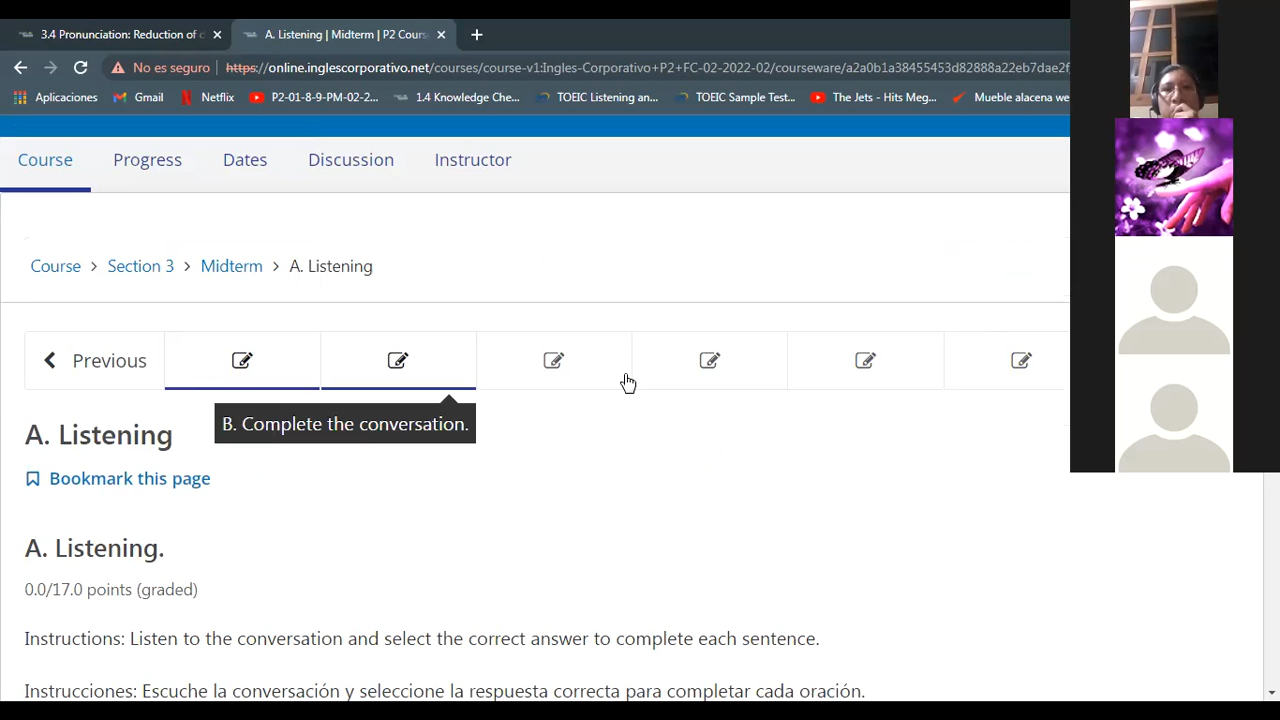 3.4 Pronunciation: Reduction of c
A. Listening | Midterm | P2 Cours
No es seguro
https://online.inglescorporativo.net/courses/course-v1:Ingles-Corporativo+P2+FC-02-2022-02/courseware/a2a0b1a38455453d82888a22eb7dae2f/
Aplicaciones
Gmail
Netflix
P2-01-8-9-PM-02-2...
1.4 Knowledge Che...
TOEIC Listening an...
TOEIC Sample Test...
The Jets - Hits Meg...
Mueble alacena we
Course
Progress
Dates
Discussion
Instructor
Course > Section 3 > Midterm > A. Listening
Previous
B. Complete the conversation.
A. Listening
Bookmark this page
A. Listening.
0.0/17.0 points (graded)
Instructions: Listen to the conversation and select the correct answer to complete each sentence.
Instrucciones: Escuche la conversación y seleccione la respuesta correcta para completar cada oración.